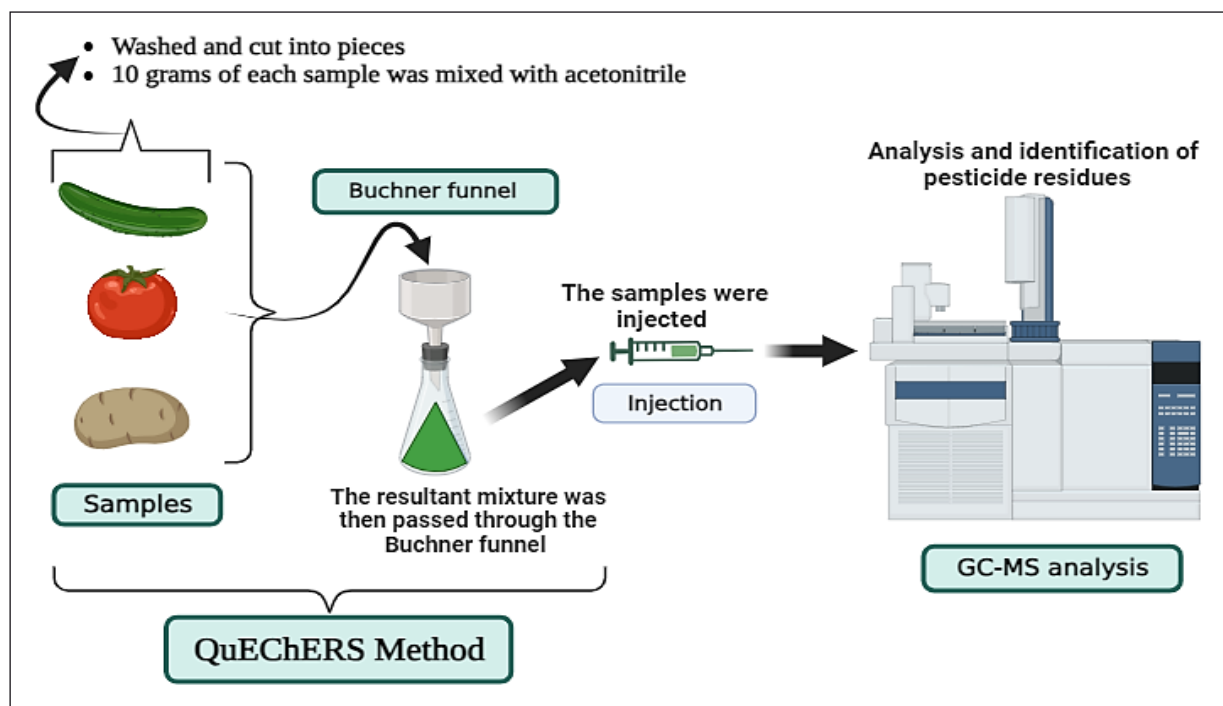 • Washed and cut into pieces
• 10 grams of each sample was mixed with acetonitrile
Buchner funnel
Samples
The resultant mixture was
then passed through the
Buchner funnel
QuEChERS Method
The samples were
injected
Injection
Analysis and identification of
pesticide residues
GC-MS analysis